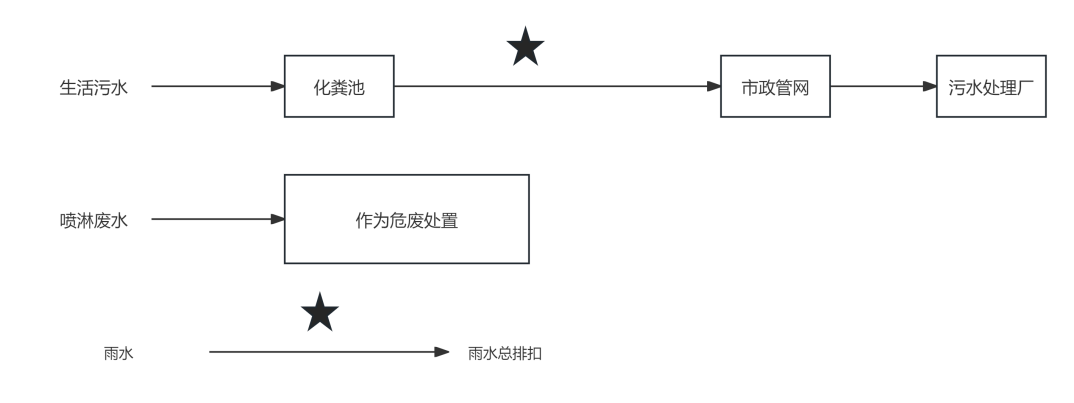 生活污水
化粪池
市政管网
污水处理厂
喷淋废水
作为危废处置
雨水
雨水总排扣